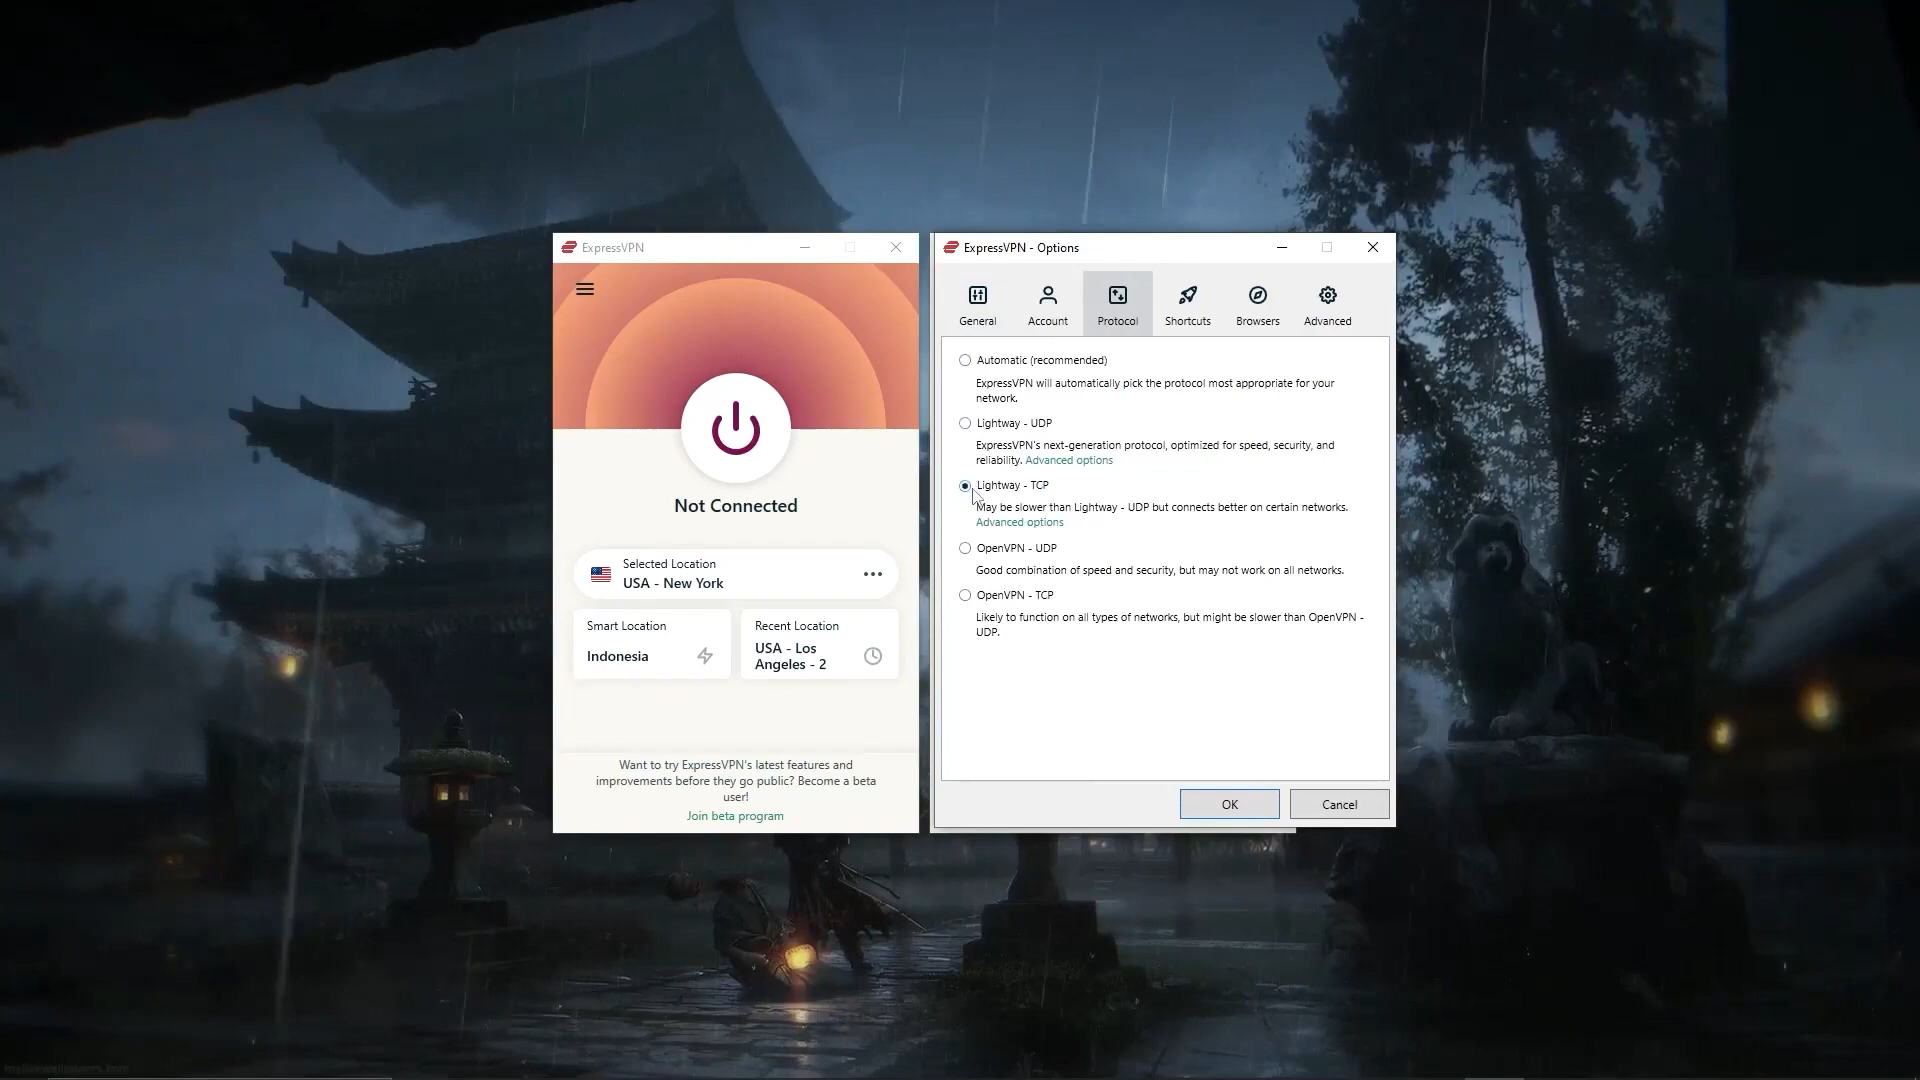 ExpressVPN
Not Connected
Selected Location
USA - New York
Smart Location
Indonesia
Recent Location
USA - Los
Angeles - 2
Want to try ExpressVPN's latest features and
improvements before they go public? Become a beta
user!
Join beta program
ExpressVPN - Options
General
Account
Protocol
Shortcuts
Browsers
Advanced
Automatic (recommended)
ExpressVPN will automatically pick the protocol most appropriate for your
network.
Lightway - UDP
ExpressVPN's next-generation protocol, optimized for speed, security, and
reliability. Advanced options
Lightway - TCP
May be slower than Lightway - UDP but connects better on certain networks.
Advanced options
OpenVPN - UDP
Good combination of speed and security, but may not work on all networks.
OpenVPN - TCP
Likely to function on all types of networks, but might be slower than OpenVPN -
UDP.
OK
Cancel